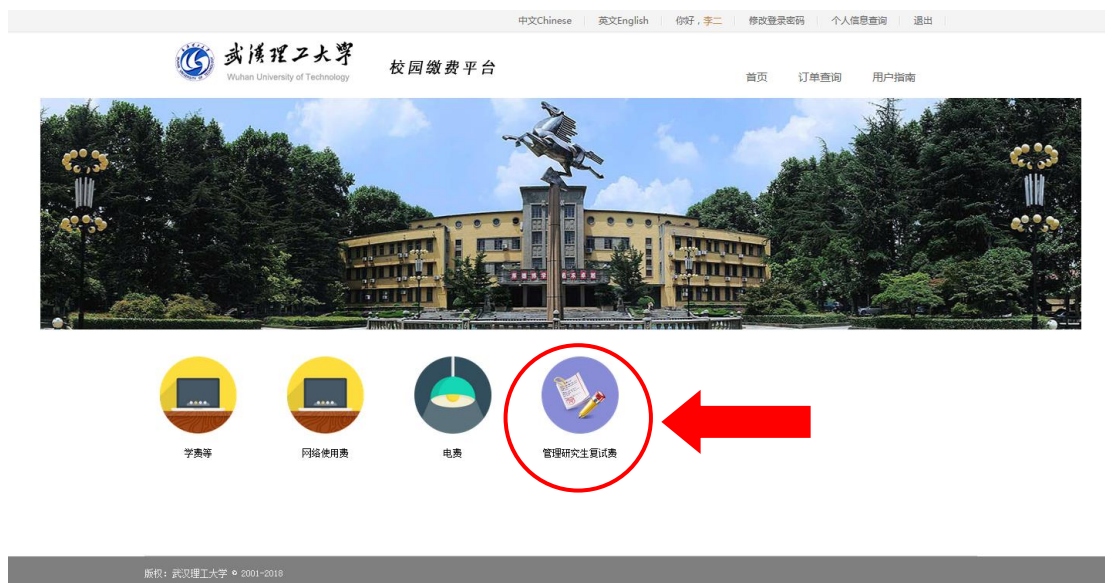 中文Chinese 英文English 你好，李二 修改登录密码 个人信息查询 退出
武汉理工大学
Wuhan University of Technology
校园缴费平台
首页 订单查询 用户指南
学费等 网络使用费 电费 管理研究生复试费
版权：武汉理工大学 © 2001-2018